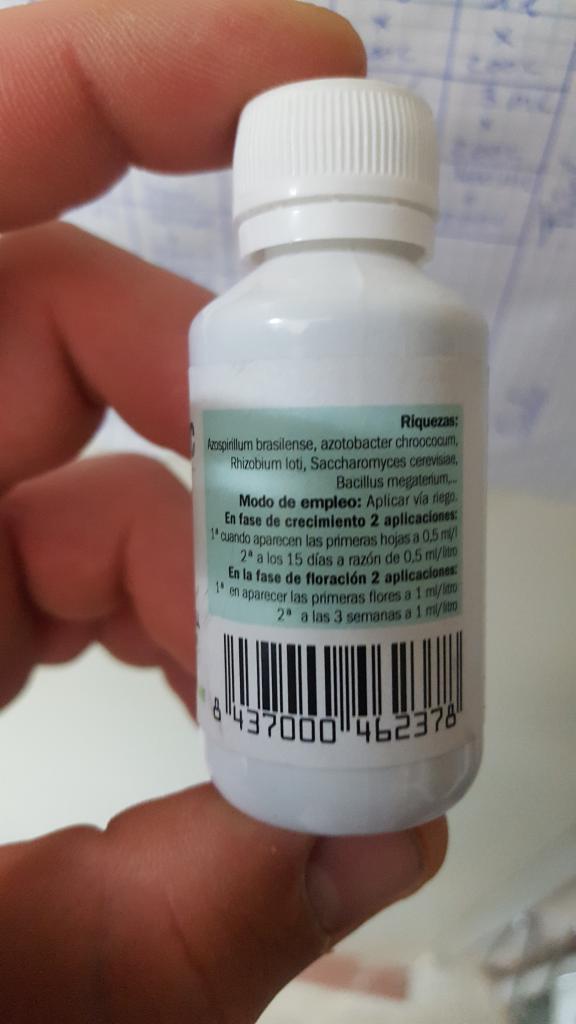 Riquezas:
Azospirillum brasilense, azotobacter chroococum,
Rhizobium loti, Saccharomyces cerevisiae,
Bacillus megaterium,...
Modo de empleo: Aplicar vía riego.
En fase de crecimiento 2 aplicaciones:
1ª cuando aparecen las primeras hojas a 0,5 ml/l
2ª a los 15 días a razón de 0,5 ml/litro
En la fase de floración 2 aplicaciones:
1ª en aparecer las primeras flores a 1 ml/litro
2ª a las 3 semanas a 1 ml/litro
8 437000 462378